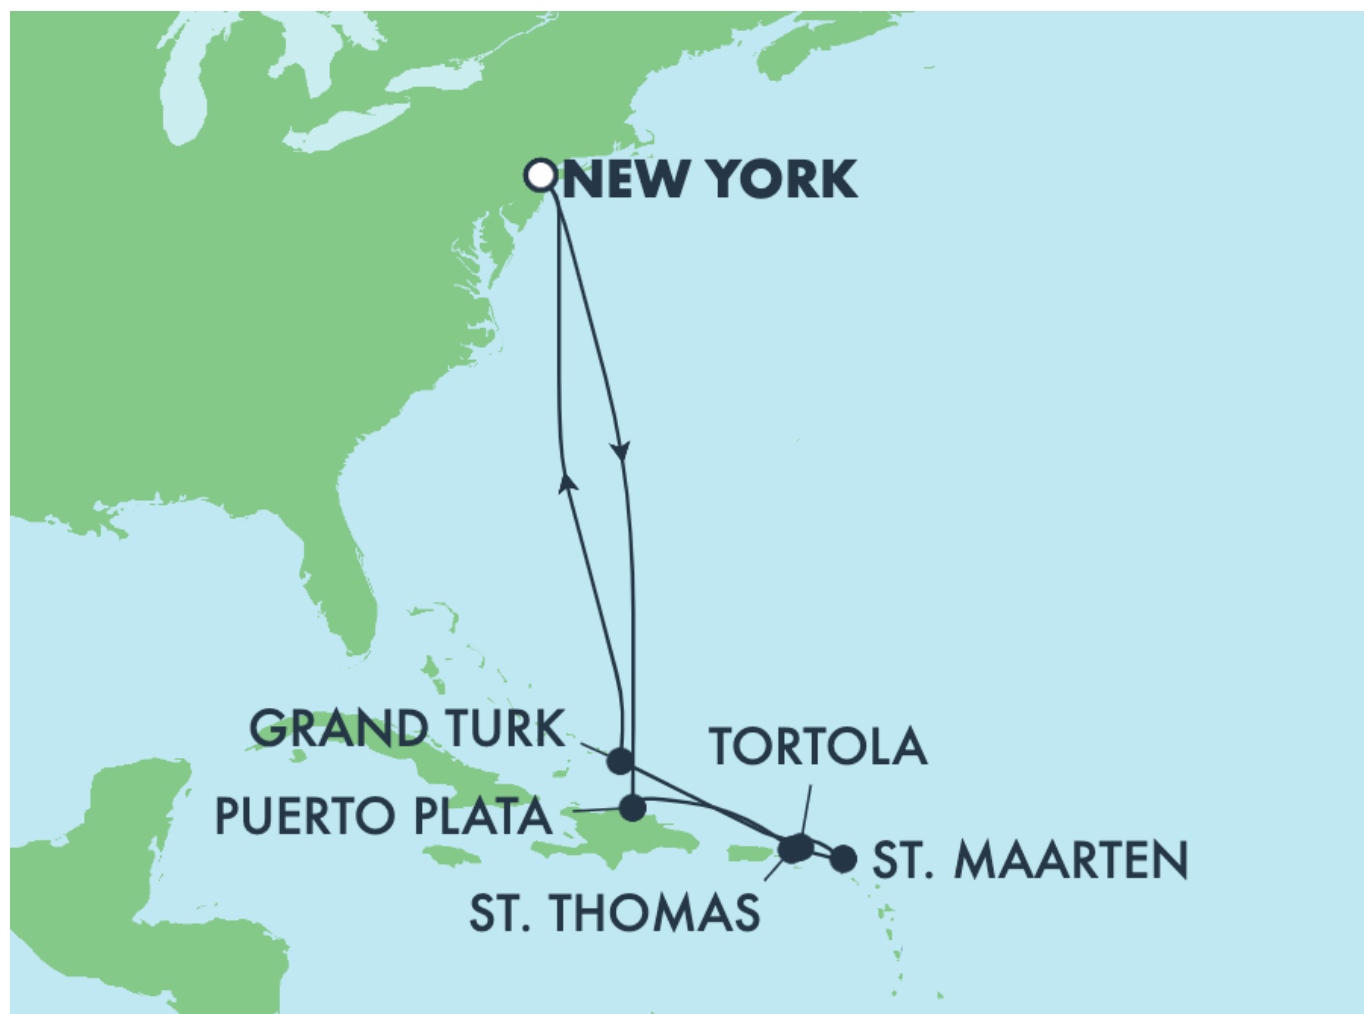 NEW YORK
GRAND TURK
TORTOLA
PUERTO PLATA
ST. MAARTEN
ST. THOMAS